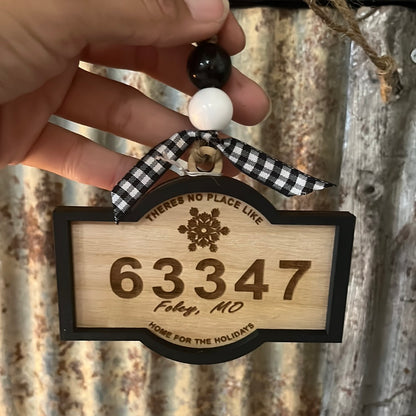 THERES NO PLACE LIKE
63347
Foley, MO
HOME FOR THE HOLIDAYS